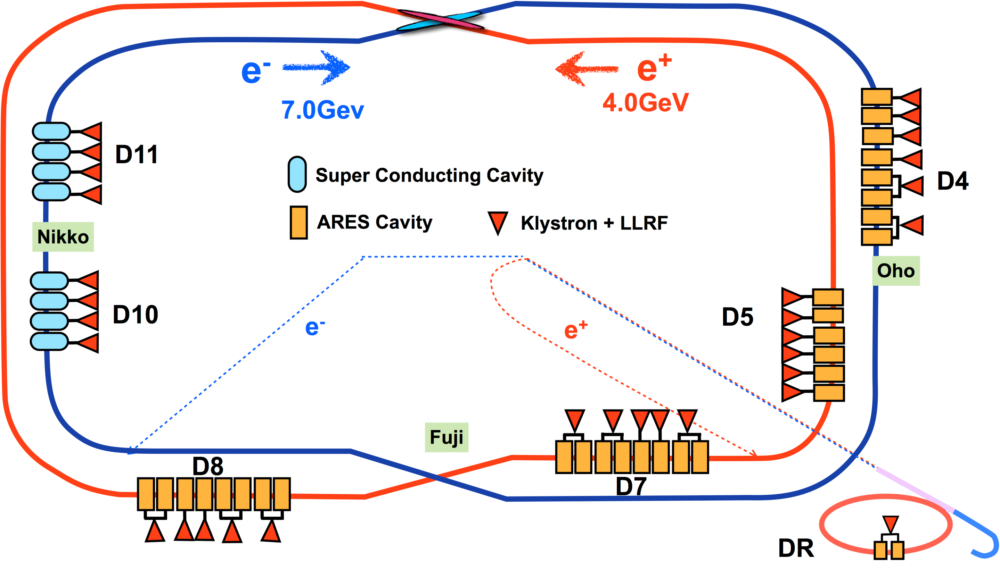 e-
e+
7.0Gev
4.0GeV
D11
Super Conducting Cavity
D4
ARES Cavity
Klystron + LLRF
Nikko
Oho
D10
e-
e+
D5
Fuji
D8
D7
DR